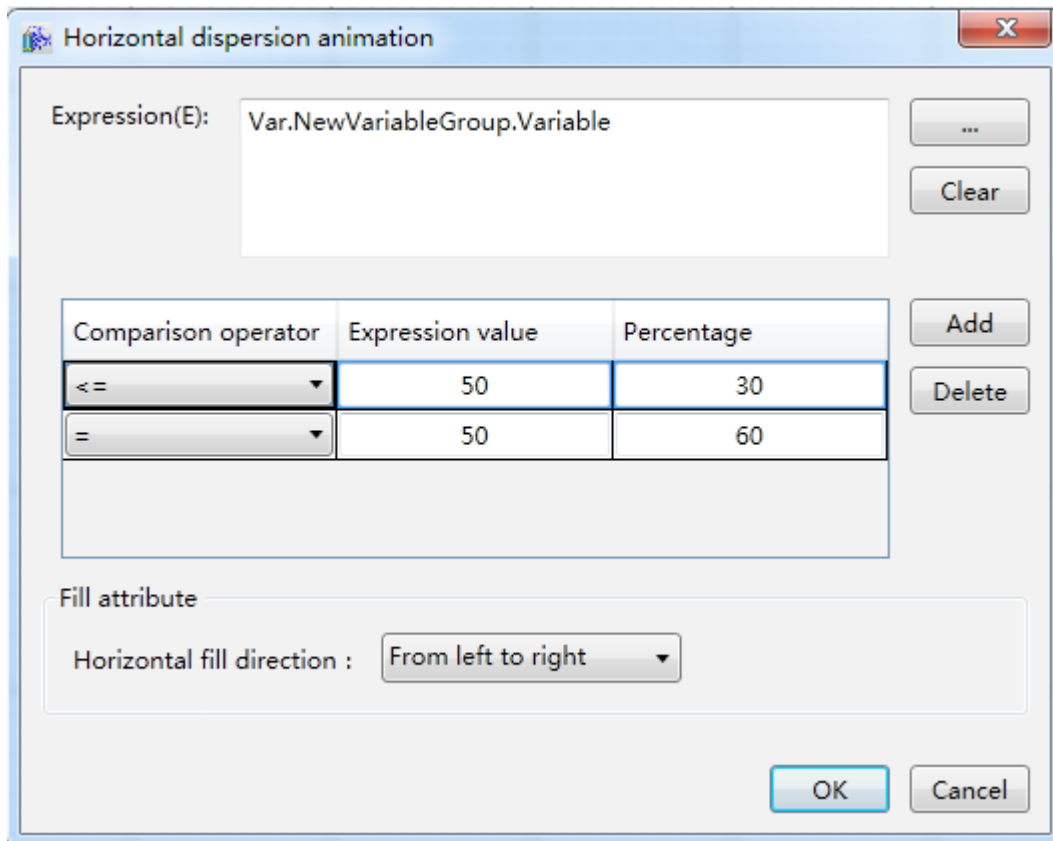 Horizontal dispersion animation
Expression(E): Var.NewVariableGroup.Variable ...
Clear
Comparison operator Expression value Percentage Add
<= 50 30 Delete
= 50 60
Fill attribute
Horizontal fill direction : From left to right
OK Cancel